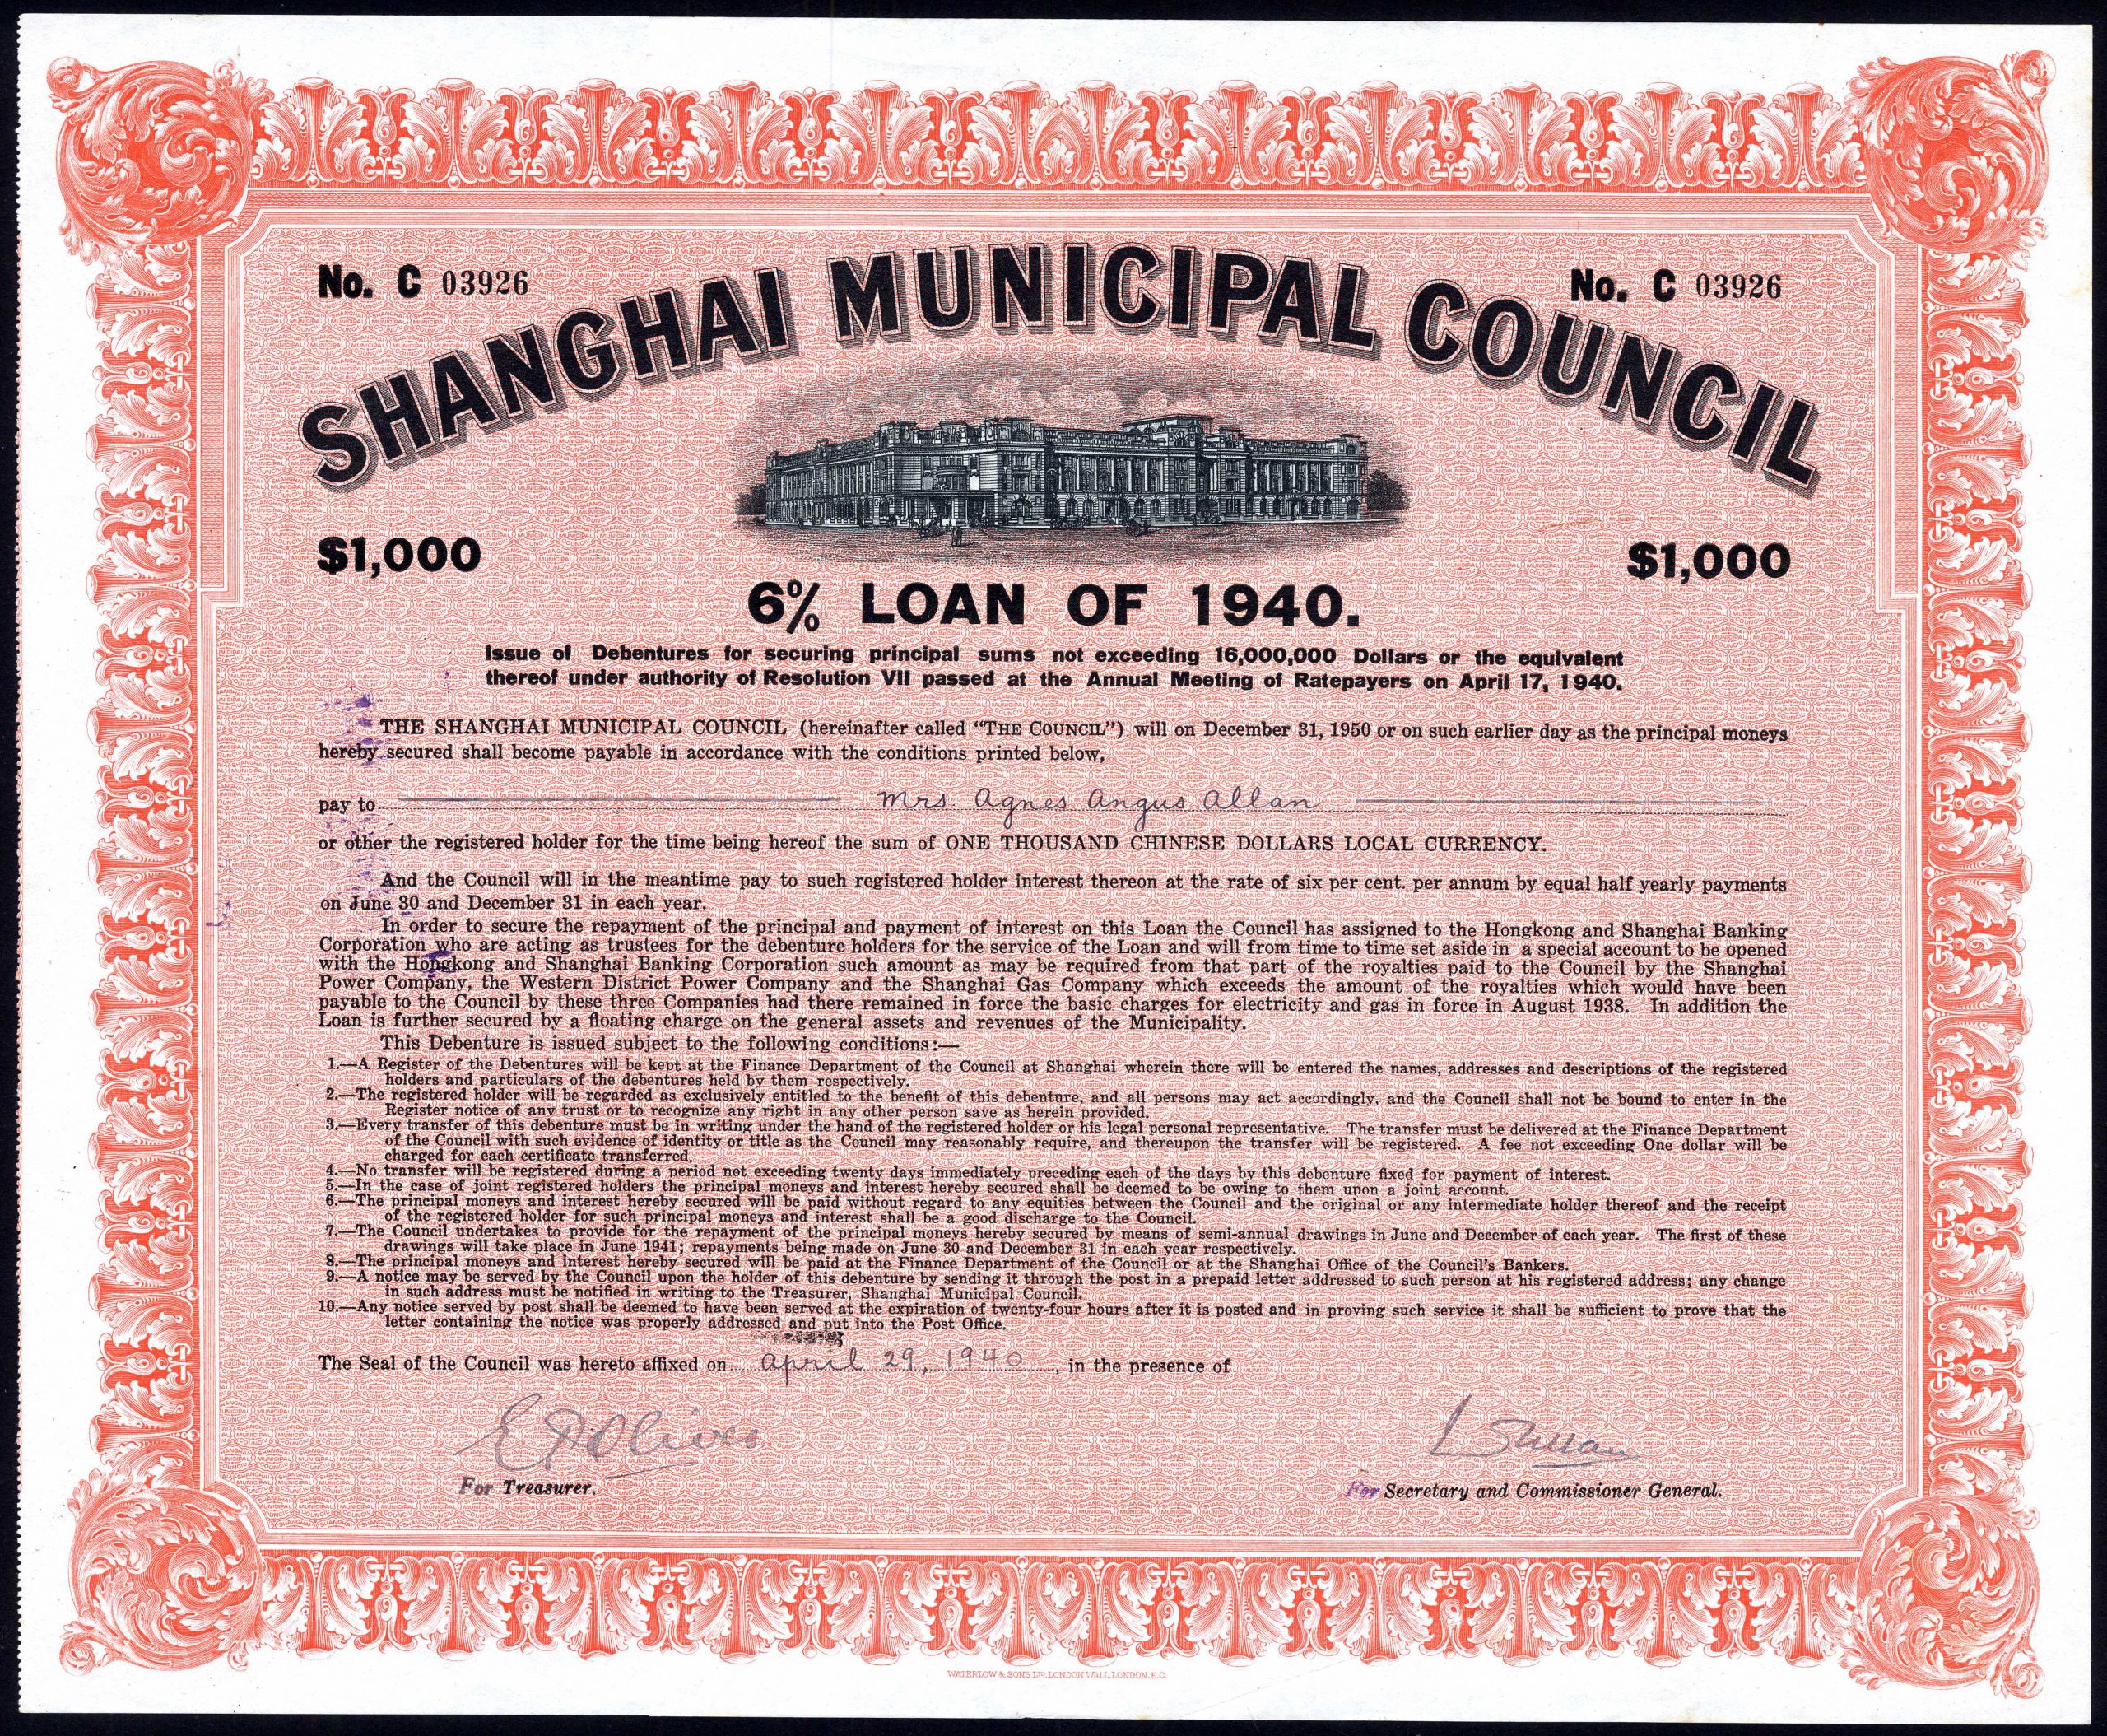 No. C 03926
No. C 03926
SHANGHAI MUNICIPAL COUNCIL
$1,000
$1,000
6% LOAN OF 1940.
Issue of Debentures for securing principal sums not exceeding 16,000,000 Dollars or the equivalent
thereof under authority of Resolution VII passed at the Annual Meeting of Ratepayers on April 17, 1940.
THE SHANGHAI MUNICIPAL COUNCIL (hereinafter called "THE COUNCIL") will on December 31, 1950 or on such earlier day as the principal moneys
hereby secured shall become payable in accordance with the conditions printed below,
pay to Mrs. Agnes Angus Allan
or other the registered holder for the time being hereof the sum of ONE THOUSAND CHINESE DOLLARS LOCAL CURRENCY.
And the Council will in the meantime pay to such registered holder interest thereon at the rate of six per cent. per annum by equal half yearly payments
on June 30 and December 31 in each year.
In order to secure the repayment of the principal and payment of interest on this Loan the Council has assigned to the Hongkong and Shanghai Banking
Corporation who are acting as trustees for the debenture holders for the service of the Loan and will from time to time set aside in a special account to be opened
with the Hongkong and Shanghai Banking Corporation such amount as may be required from that part of the royalties paid to the Council by the Shanghai
Power Company, the Western District Power Company and the Shanghai Gas Company which exceeds the amount of the royalties which would have been
payable to the Council by these three Companies had there remained in force the basic charges for electricity and gas in force in August 1938. In addition the
Loan is further secured by a floating charge on the general assets and revenues of the Municipality.
This Debenture is issued subject to the following conditions:—
1.—A Register of the Debentures will be kept at the Finance Department of the Council at Shanghai wherein there will be entered the names, addresses and descriptions of the registered
holders and particulars of the debentures held by them respectively.
2.—The registered holder will be regarded as exclusively entitled to the benefit of this debenture, and all persons may act accordingly, and the Council shall not be bound to enter in the
Register notice of any trust or to recognize any right in any other person save as herein provided.
3.—Every transfer of this debenture must be in writing under the hand of the registered holder or his legal personal representative. The transfer must be delivered at the Finance Department
of the Council with such evidence of identity or title as the Council may reasonably require, and thereupon the transfer will be registered. A fee not exceeding One dollar will be
charged for each certificate transferred.
4.—No transfer will be registered during a period not exceeding twenty days immediately preceding each of the days by this debenture fixed for payment of interest.
5.—In the case of joint registered holders the principal moneys and interest hereby secured shall be deemed to be owing to them upon a joint account.
6.—The principal moneys and interest hereby secured will be paid without regard to any equities between the Council and the original or any intermediate holder thereof and the receipt
of the registered holder for such principal moneys and interest shall be a good discharge to the Council.
7.—The Council undertakes to provide for the repayment of the principal moneys hereby secured by means of semi-annual drawings in June and December of each year. The first of these
drawings will take place in June 1941; repayments being made on June 30 and December 31 in each year respectively.
8.—The principal moneys and interest hereby secured will be paid at the Finance Department of the Council or at the Shanghai Office of the Council's Bankers.
9.—A notice may be served by the Council upon the holder of this debenture by sending it through the post in a prepaid letter addressed to such person at his registered address; any change
in such address must be notified in writing to the Treasurer, Shanghai Municipal Council.
10.—Any notice served by post shall be deemed to have been served at the expiration of twenty-four hours after it is posted and in proving such service it shall be sufficient to prove that the
letter containing the notice was properly addressed and put into the Post Office.
The Seal of the Council was hereto affixed on April 29, 1940, in the presence of
For Treasurer.
For Secretary and Commissioner General.
WATERLOW & SONS LTD. LONDON WALL, LONDON. E.C.